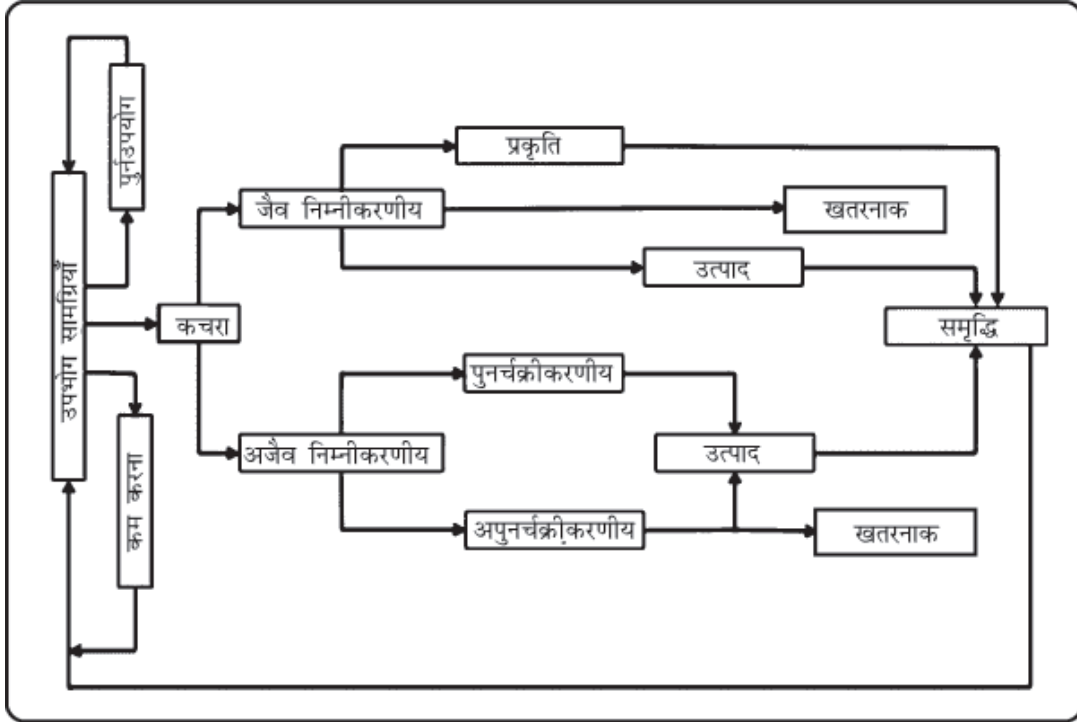 पुर्नउपयोग
उपभोग सामग्रियाँ
कम करना
कचरा
जैव निम्नीकरणीय
अजैव निम्नीकरणीय
प्रकृति
खतरनाक
उत्पाद
समृद्धि
पुनर्चक्रीकरणीय
उत्पाद
अपुनर्चक्रीकरणीय
खतरनाक